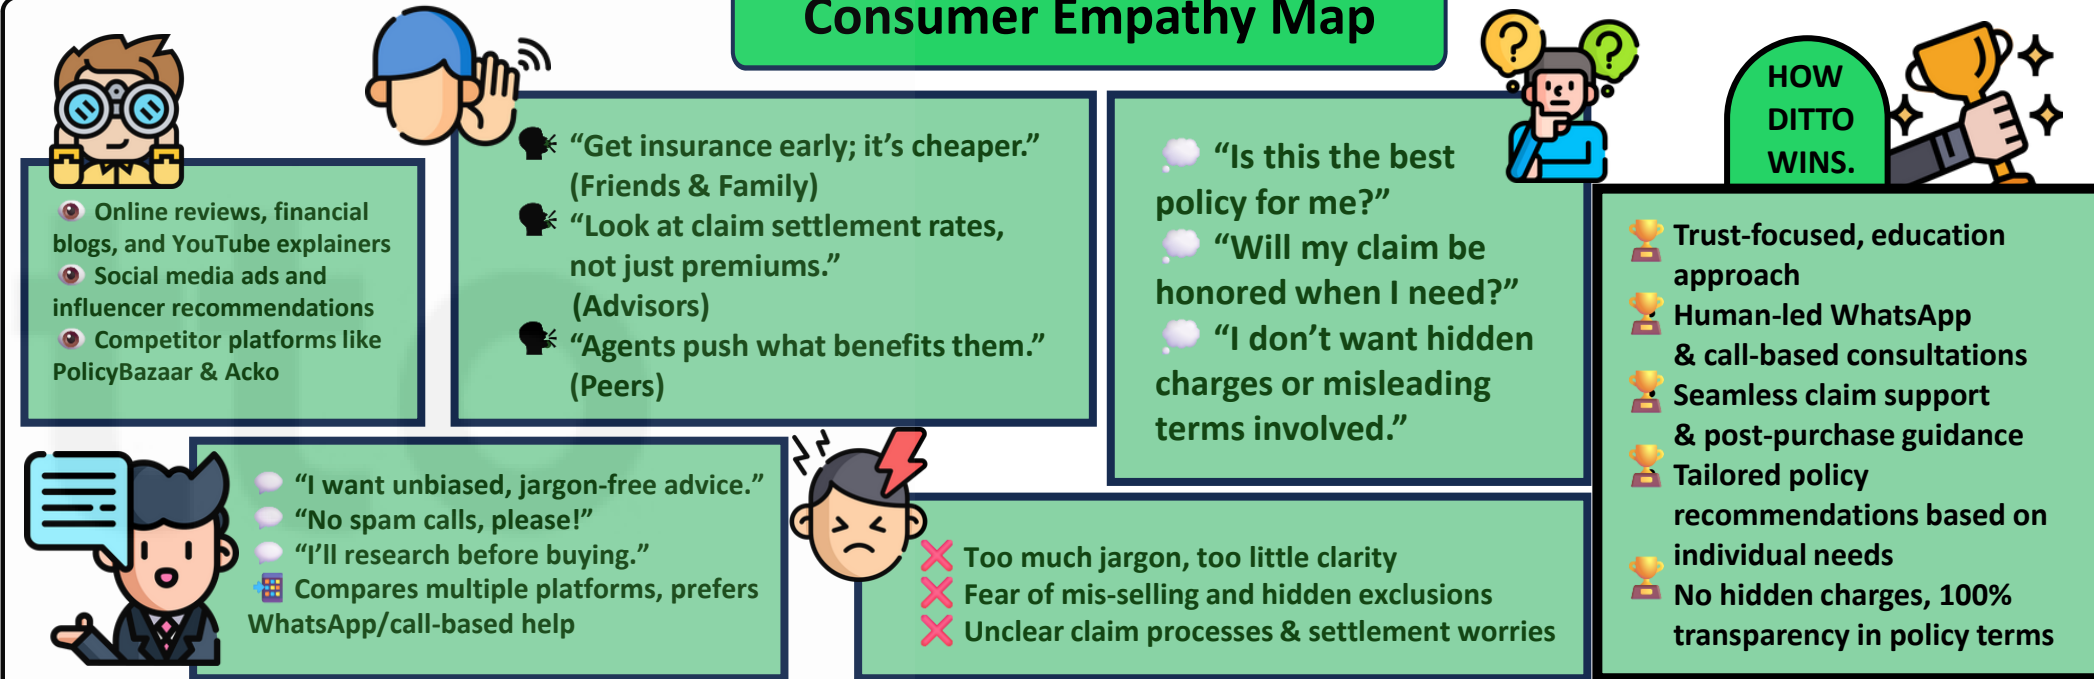 Consumer Empathy Map
Online reviews, financial
blogs, and YouTube explainers
Social media ads and
influencer recommendations
Competitor platforms like
PolicyBazaar & Acko
“Get insurance early; it’s cheaper.”
(Friends & Family)
“Look at claim settlement rates,
not just premiums.”
(Advisors)
“Agents push what benefits them.”
(Peers)
“Is this the best
policy for me?”
“Will my claim be
honored when I need?”
“I don’t want hidden
charges or misleading
terms involved.”
HOW
DITTO
WINS.
Trust-focused, education
approach
Human-led WhatsApp
& call-based consultations
Seamless claim support
& post-purchase guidance
Tailored policy
recommendations based on
individual needs
No hidden charges, 100%
transparency in policy terms
“I want unbiased, jargon-free advice.”
“No spam calls, please!”
“I’ll research before buying.”
Compares multiple platforms, prefers
WhatsApp/call-based help
Too much jargon, too little clarity
Fear of mis-selling and hidden exclusions
Unclear claim processes & settlement worries